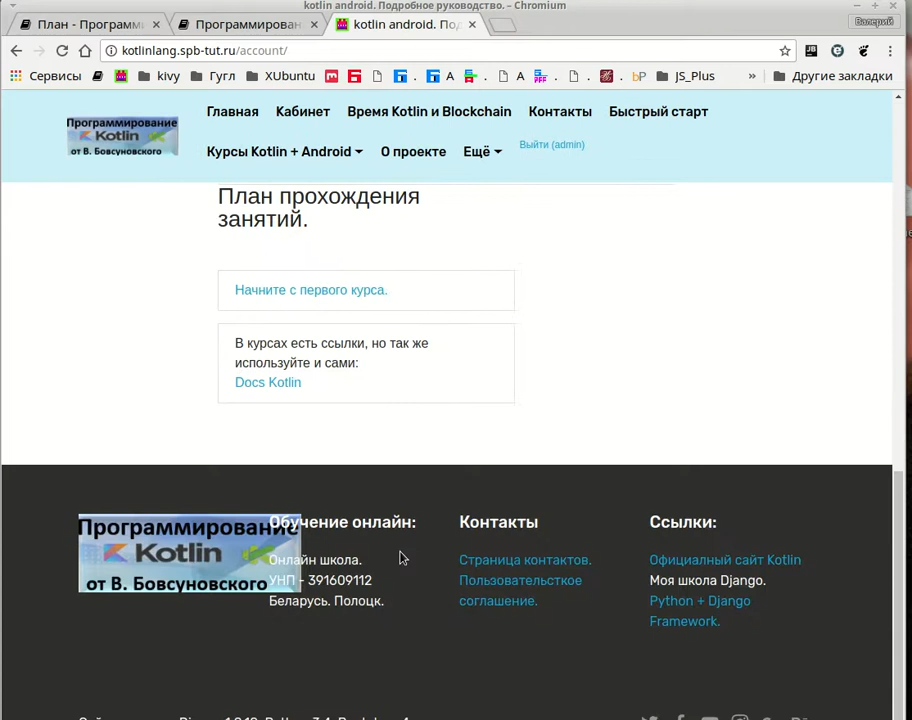 kotlin android. Подробное руководство. – Chromium
План - Программи
Программирован
kotlin android. По
Валерий
kotlinlang.spb-tut.ru/account/
Сервисы
kivy
Гугл
XUbuntu
A
A
bP
JS_Plus
»
Другие закладки
Программирование
Kotlin
от В. Бовсуновского
Главная Кабинет Время Kotlin и Blockchain Контакты Быстрый старт
Курсы Kotlin + Android О проекте Ещё Выйти (admin)
План прохождения
занятий.
Начните с первого курса.
В курсах есть ссылки, но так же
используйте и сами:
Docs Kotlin
Программирование
Kotlin
от В. Бовсуновского
Обучение онлайн:
Онлайн школа.
УНП - 391609112
Беларусь. Полоцк.
Контакты
Страница контактов.
Пользовательсткое
соглашение.
Ссылки:
Официалный сайт Kotlin
Моя школа Django.
Python + Django
Framework.